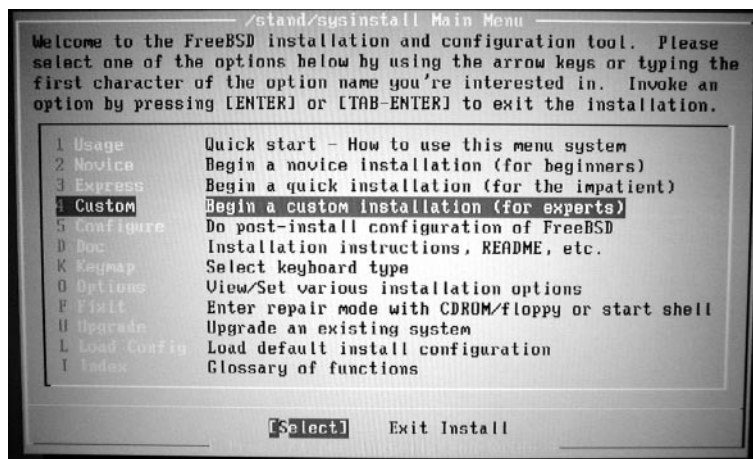 /stand/sysinstall Main Menu
Welcome to the FreeBSD installation and configuration tool.  Please
select one of the options below by using the arrow keys or typing the
first character of the option name you're interested in.  Invoke an
option by pressing [ENTER] or [TAB-ENTER] to exit the installation.
1 Usage Quick start - How to use this menu system
2 Novice Begin a novice installation (for beginners)
3 Express Begin a quick installation (for the impatient)
4 Custom Begin a custom installation (for experts)
5 Configure Do post-install configuration of FreeBSD
D Doc Installation instructions, README, etc.
K Keymap Select keyboard type
O Options View/Set various installation options
F Fixit Enter repair mode with CDROM/floppy or start shell
U Upgrade Upgrade an existing system
L Load Config Load default install configuration
I Index Glossary of functions
[Select] Exit Install